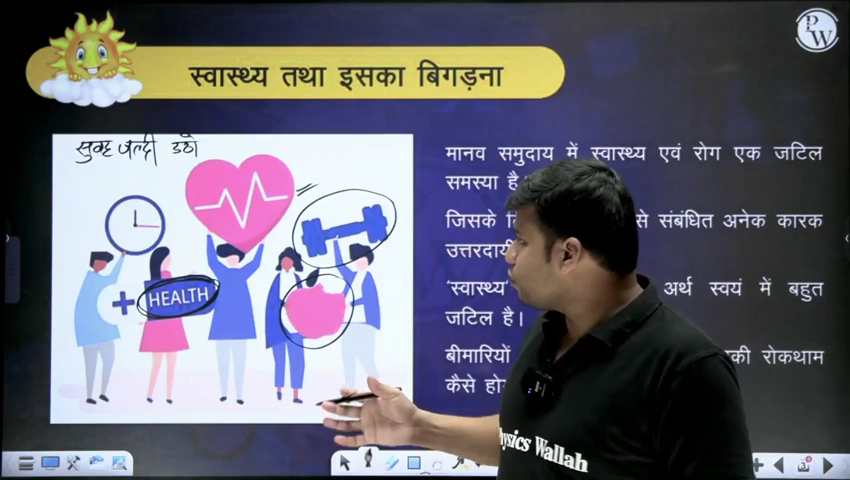 PW
स्वास्थ्य तथा इसका बिगड़ना
सुबह जल्दी उठो
HEALTH
मानव समुदाय में स्वास्थ्य एवं रोग एक जटिल
समस्या है
जिसके से संबंधित अनेक कारक
उत्तरदायी
‘स्वास्थ्य’ अर्थ स्वयं में बहुत
जटिल है।
बीमारियों की रोकथाम
कैसे
Physics Wallah